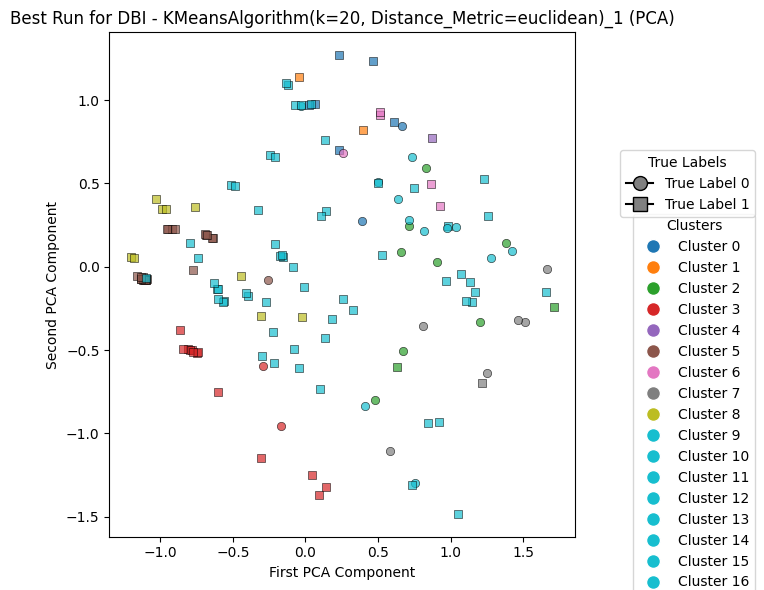 Best Run for DBI - KMeansAlgorithm(k=20, Distance_Metric=euclidean)_1 (PCA)
1.0
0.5
0.0
−0.5
−1.0
−1.5
Second PCA Component
−1.0
−0.5
0.0
0.5
1.0
1.5
First PCA Component
True Labels
True Label 0
True Label 1
Clusters
Cluster 0
Cluster 1
Cluster 2
Cluster 3
Cluster 4
Cluster 5
Cluster 6
Cluster 7
Cluster 8
Cluster 9
Cluster 10
Cluster 11
Cluster 12
Cluster 13
Cluster 14
Cluster 15
Cluster 16